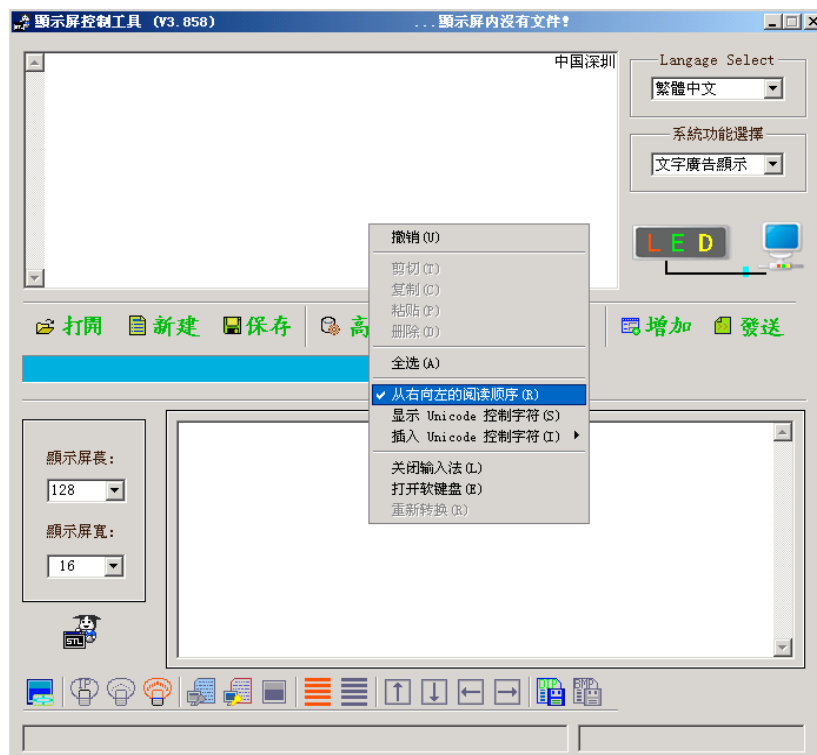 顯示屏控制工具 (V3.858) ...顯示屏内沒有文件!
中国深圳
Langage Select
繁體中文
系統功能選擇
文字廣告顯示
LED
撤销(U)
剪切(T)
复制(C)
粘贴(P)
删除(D)
全选(A)
从右向左的阅读顺序(R)
显示 Unicode 控制字符(S)
插入 Unicode 控制字符(I)
关闭输入法(L)
打开软键盘(E)
重新转换(R)
打開 新建 保存 高 增加 發送
顯示屏長:
128
顯示屏寬:
16
STL
IP
UTP BMP